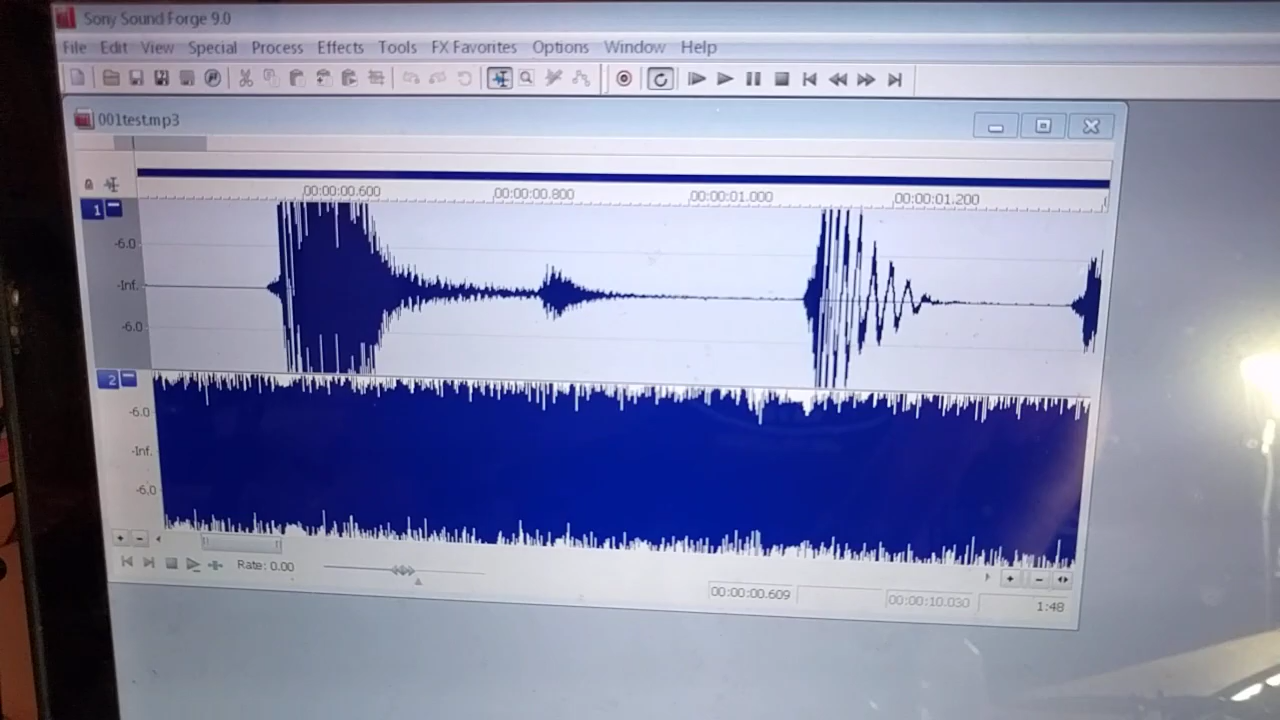 Sony Sound Forge 9.0
File Edit View Special Process Effects Tools FX Favorites Options Window Help
001test.mp3
00:00:00.600 00:00:00.800 00:00:01.000 00:00:01.200
1
-6.0
-Inf.
-6.0
2
-6.0
-Inf.
-6.0
Rate: 0.00
00:00:00.609 00:00:10.030 1:48